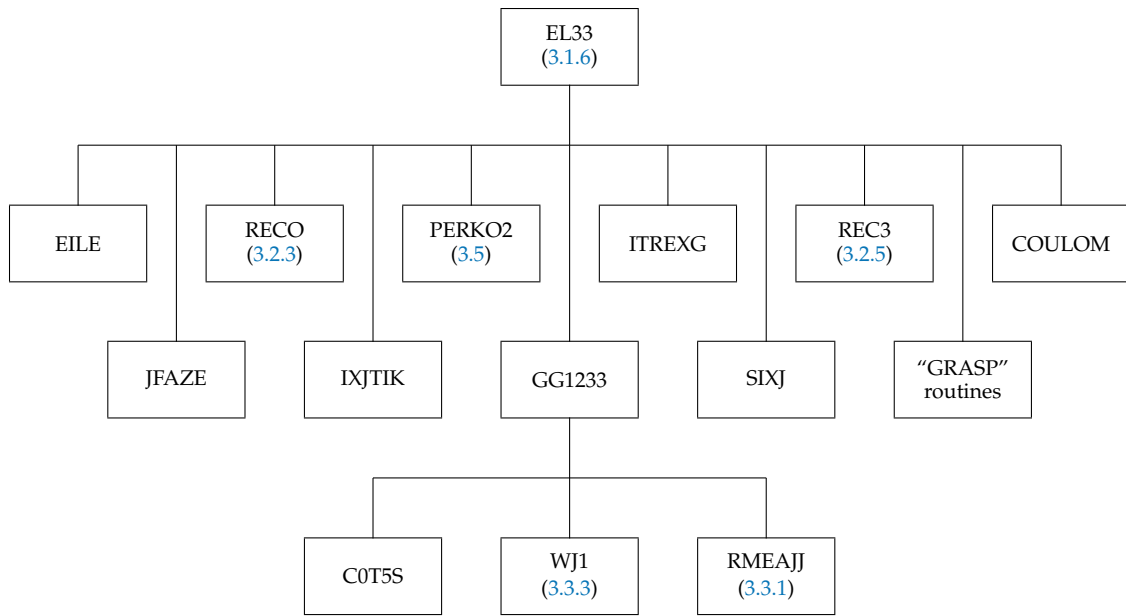 EL33
(3.1.6)
EILE
RECO
(3.2.3)
PERKO2
(3.5)
ITREXG
REC3
(3.2.5)
COULOM
JFAZE
IXJTIK
GG1233
SIXJ
“GRASP”
routines
C0T5S
WJ1
(3.3.3)
RMEAJJ
(3.3.1)